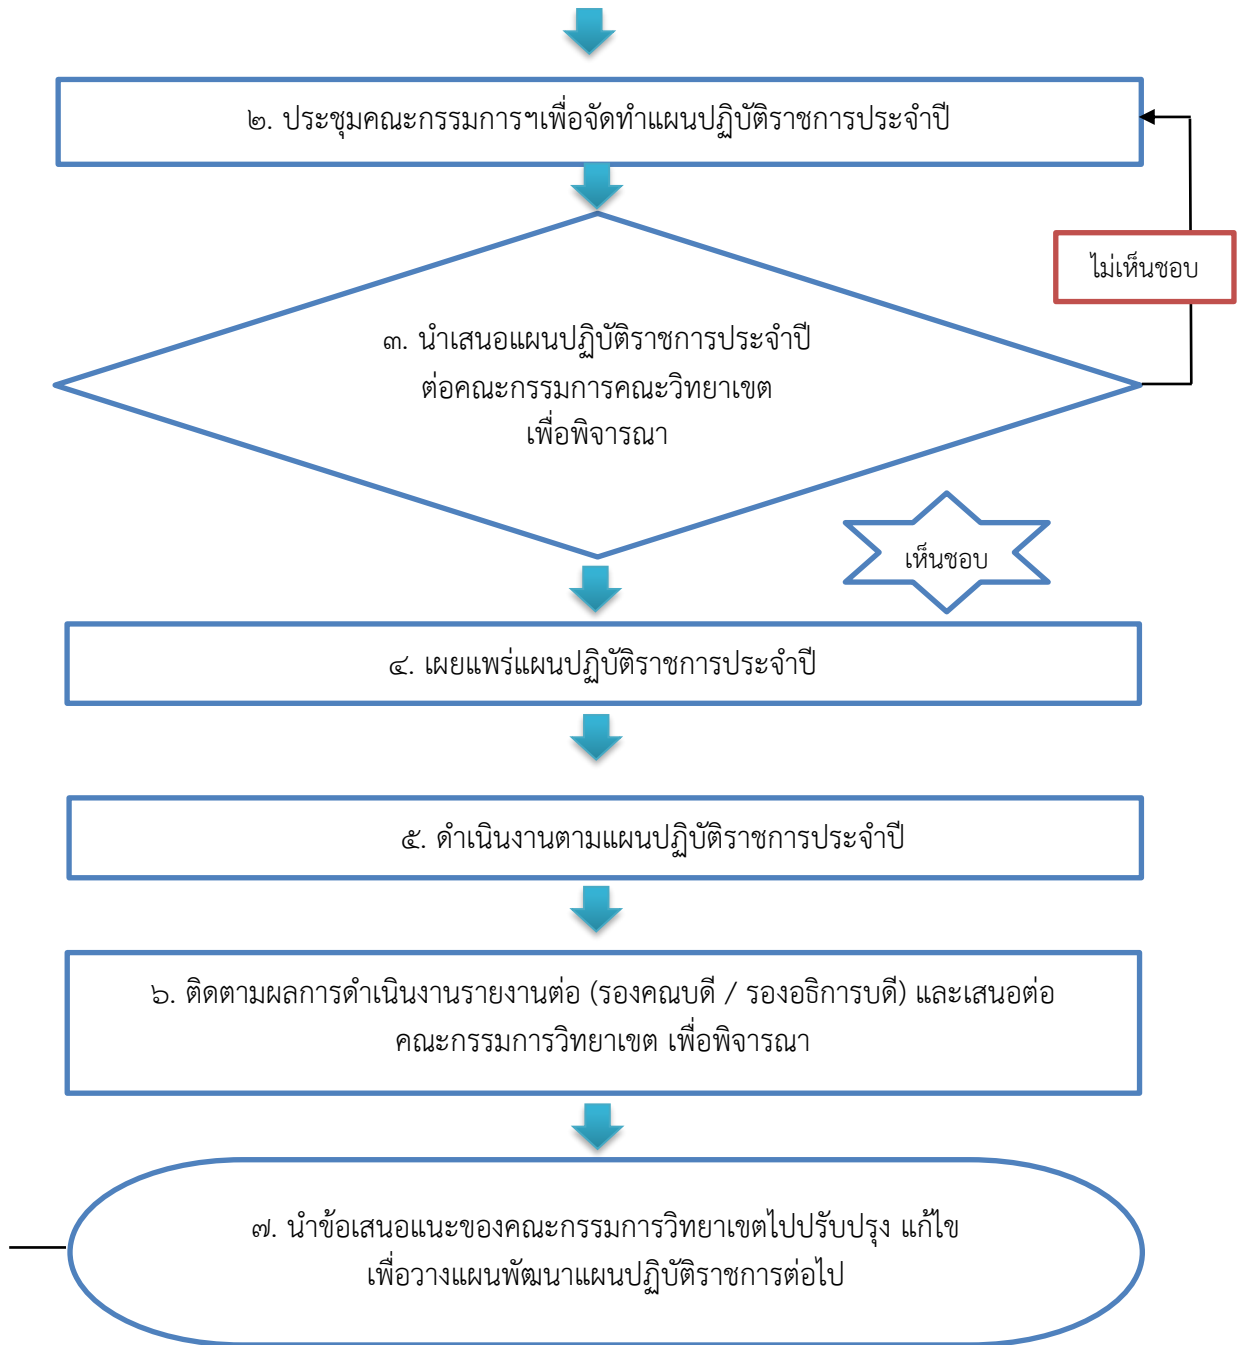 ๒. ประชุมคณะกรรมการฯเพื่อจัดทำแผนปฏิบัติราชการประจำปี
ไม่เห็นชอบ
๓. นำเสนอแผนปฏิบัติราชการประจำปี
ต่อคณะกรรมการคณะวิทยาเขต
เพื่อพิจารณา
เห็นชอบ
๔. เผยแพร่แผนปฏิบัติราชการประจำปี
๕. ดำเนินงานตามแผนปฏิบัติราชการประจำปี
๖. ติดตามผลการดำเนินงานรายงานต่อ (รองคณบดี / รองอธิการบดี) และเสนอต่อ
คณะกรรมการวิทยาเขต เพื่อพิจารณา
๗. นำข้อเสนอแนะของคณะกรรมการวิทยาเขตไปปรับปรุง แก้ไข
เพื่อวางแผนพัฒนาแผนปฏิบัติราชการต่อไป